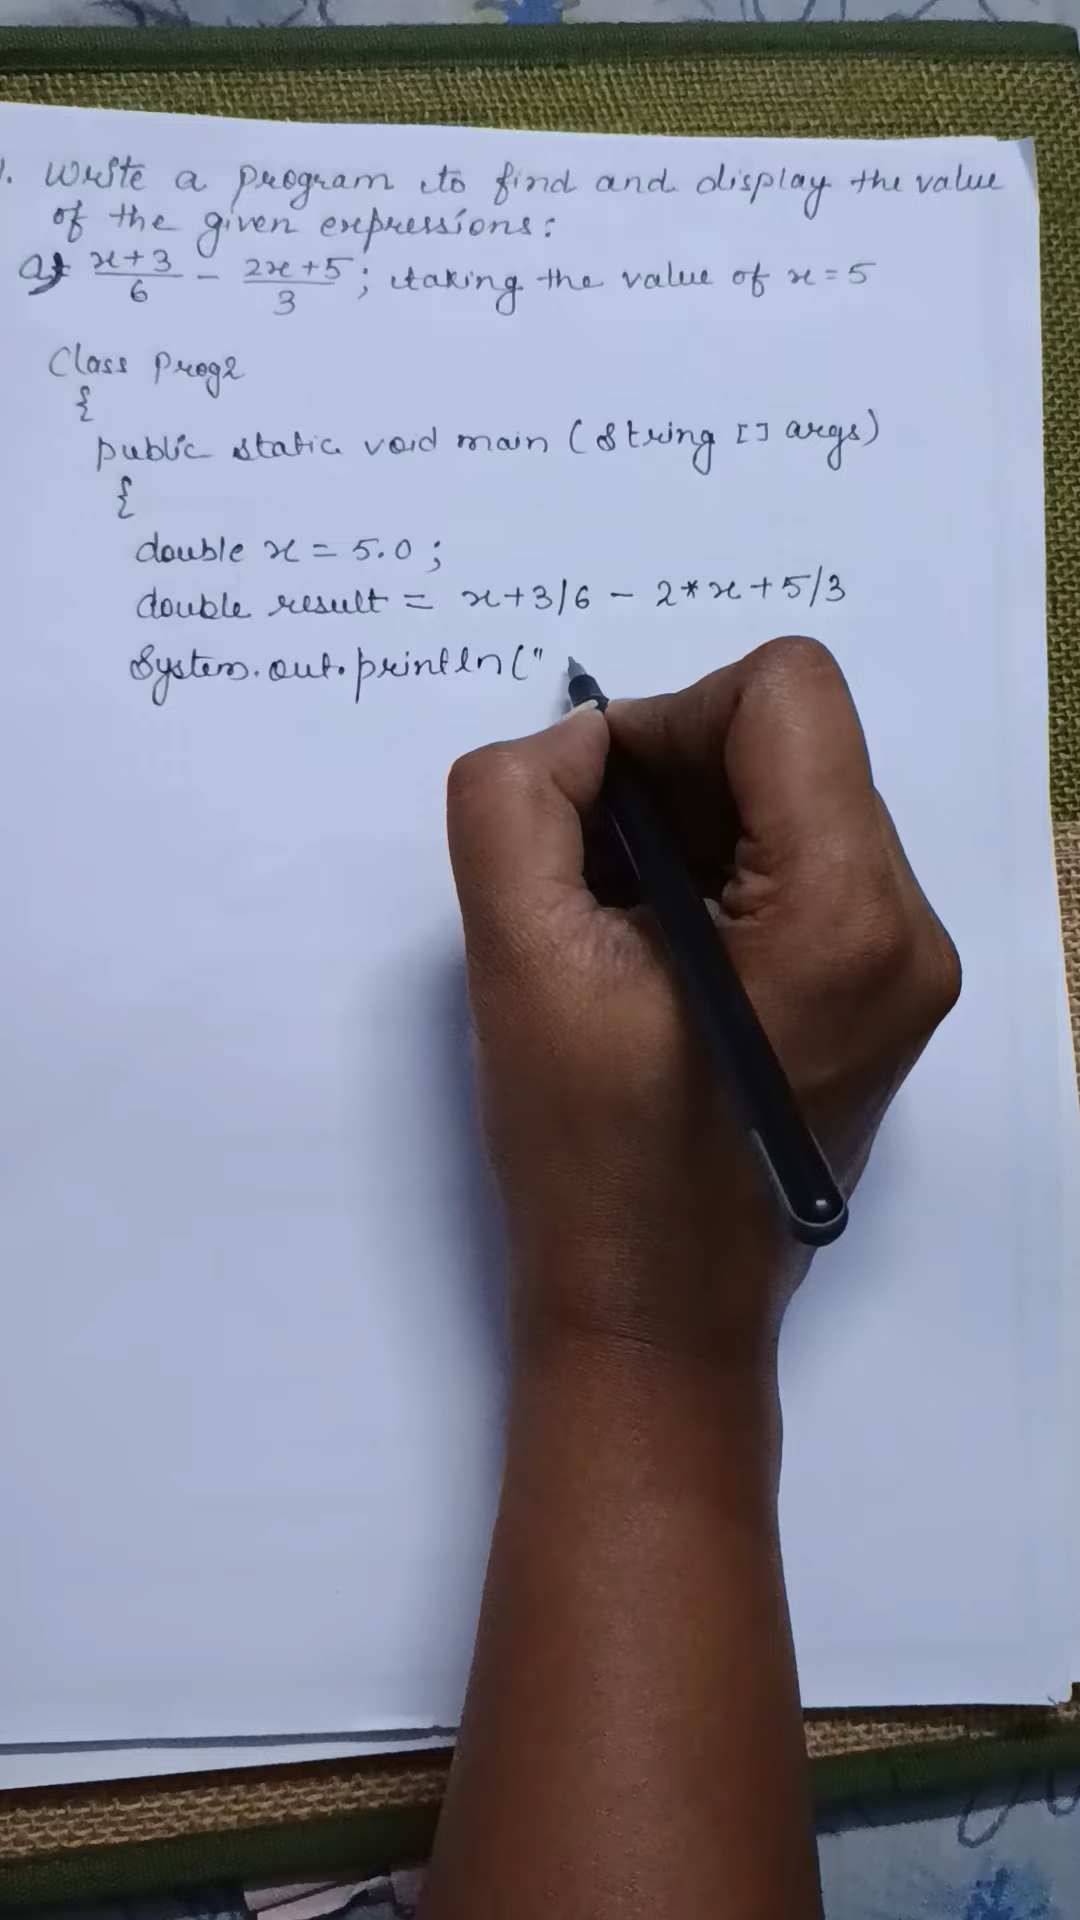 1. Write a program to find and display the value
of the given expressions:
a) x+3/6 - 2x+5/3; taking the value of x=5
Class Prog2
{
public static void main (String [] args)
{
double x = 5.0;
double result = x+3/6 - 2*x+5/3
System.out.println("